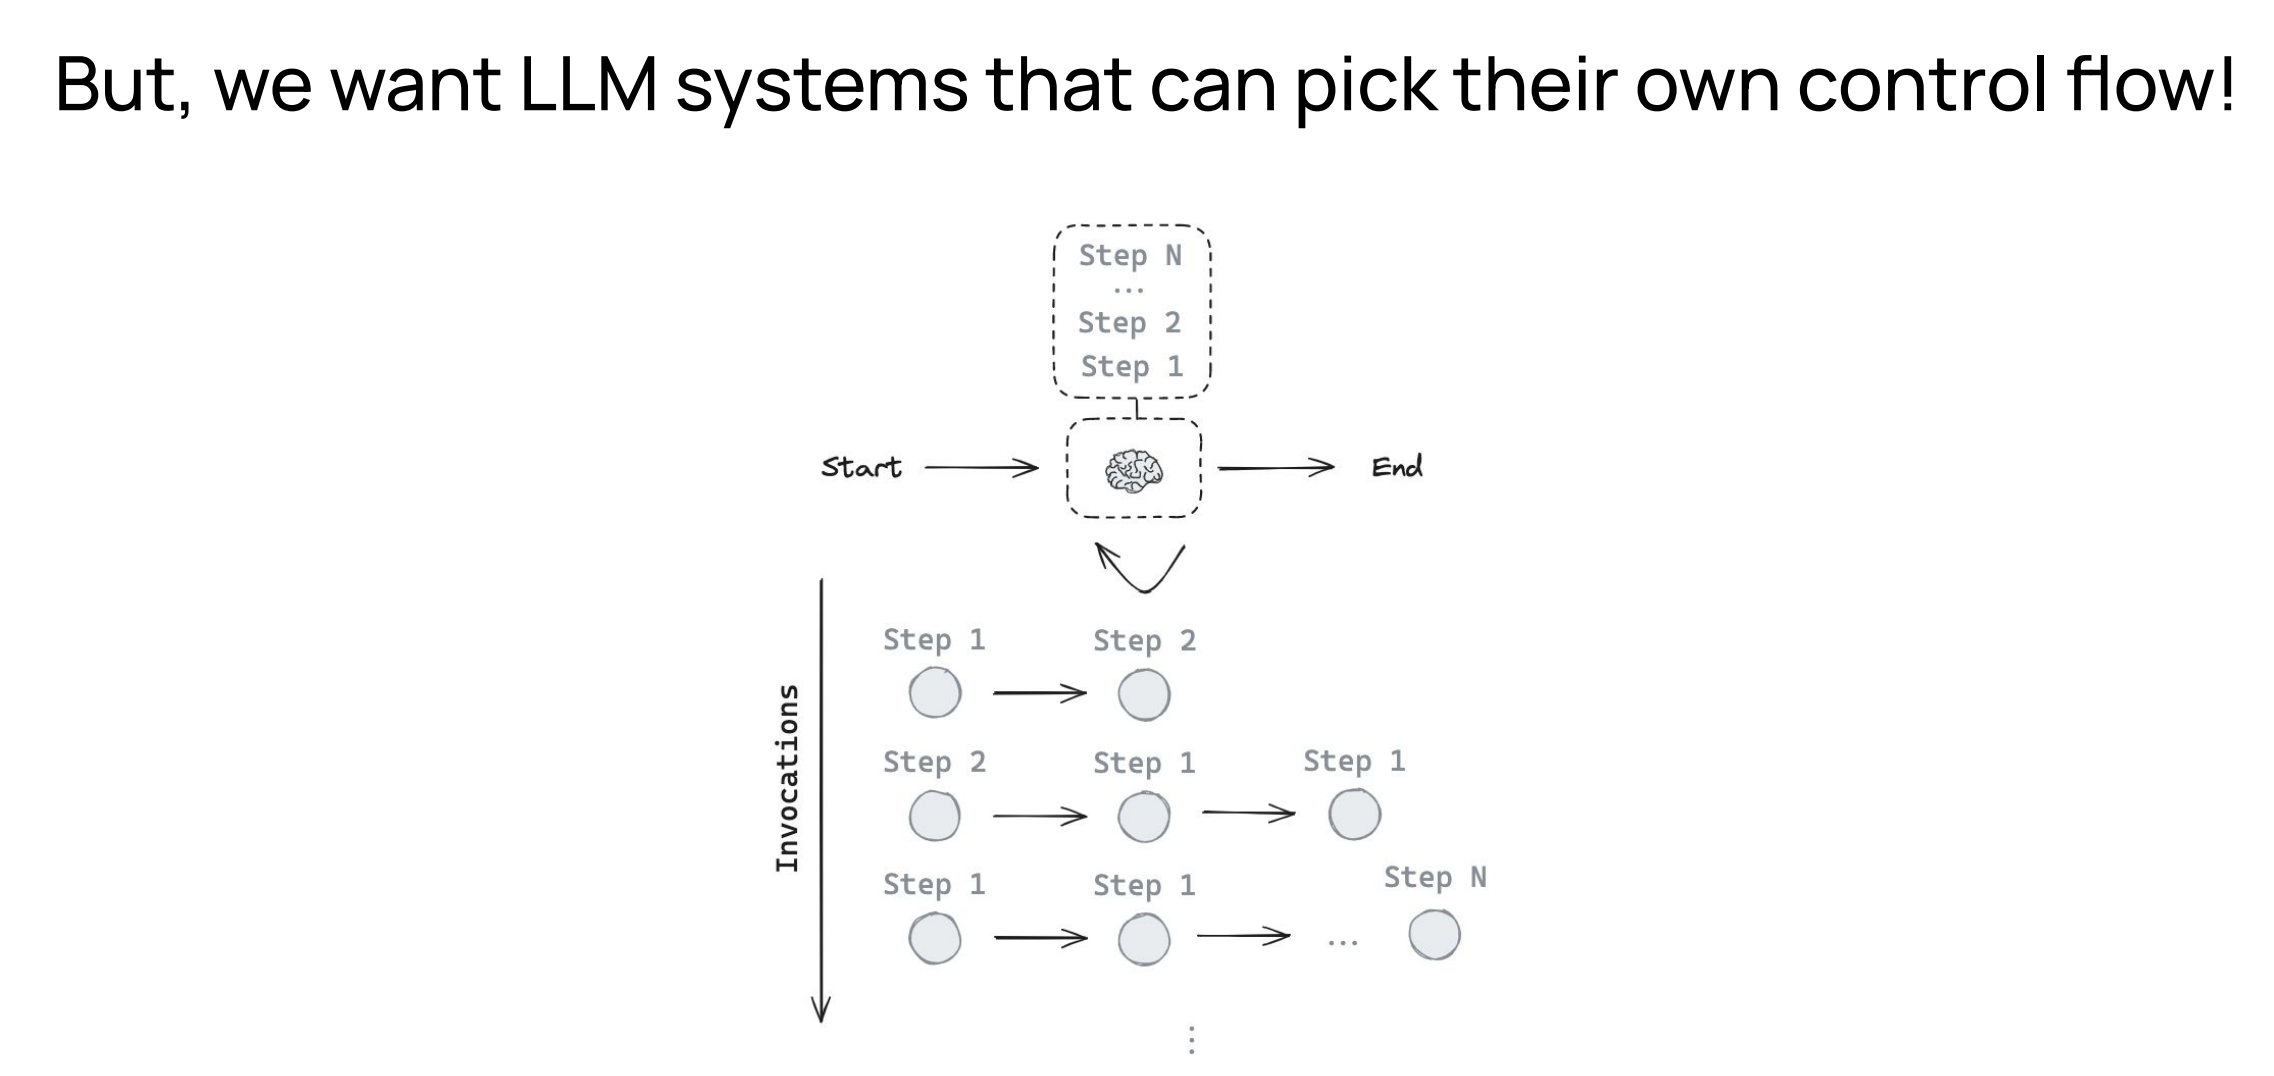 But, we want LLM systems that can pick their own control flow!
Step N
...
Step 2
Step 1
Start
End
Invocations
Step 1 Step 2
Step 2 Step 1 Step 1
Step 1 Step 1 Step N
...
⋮